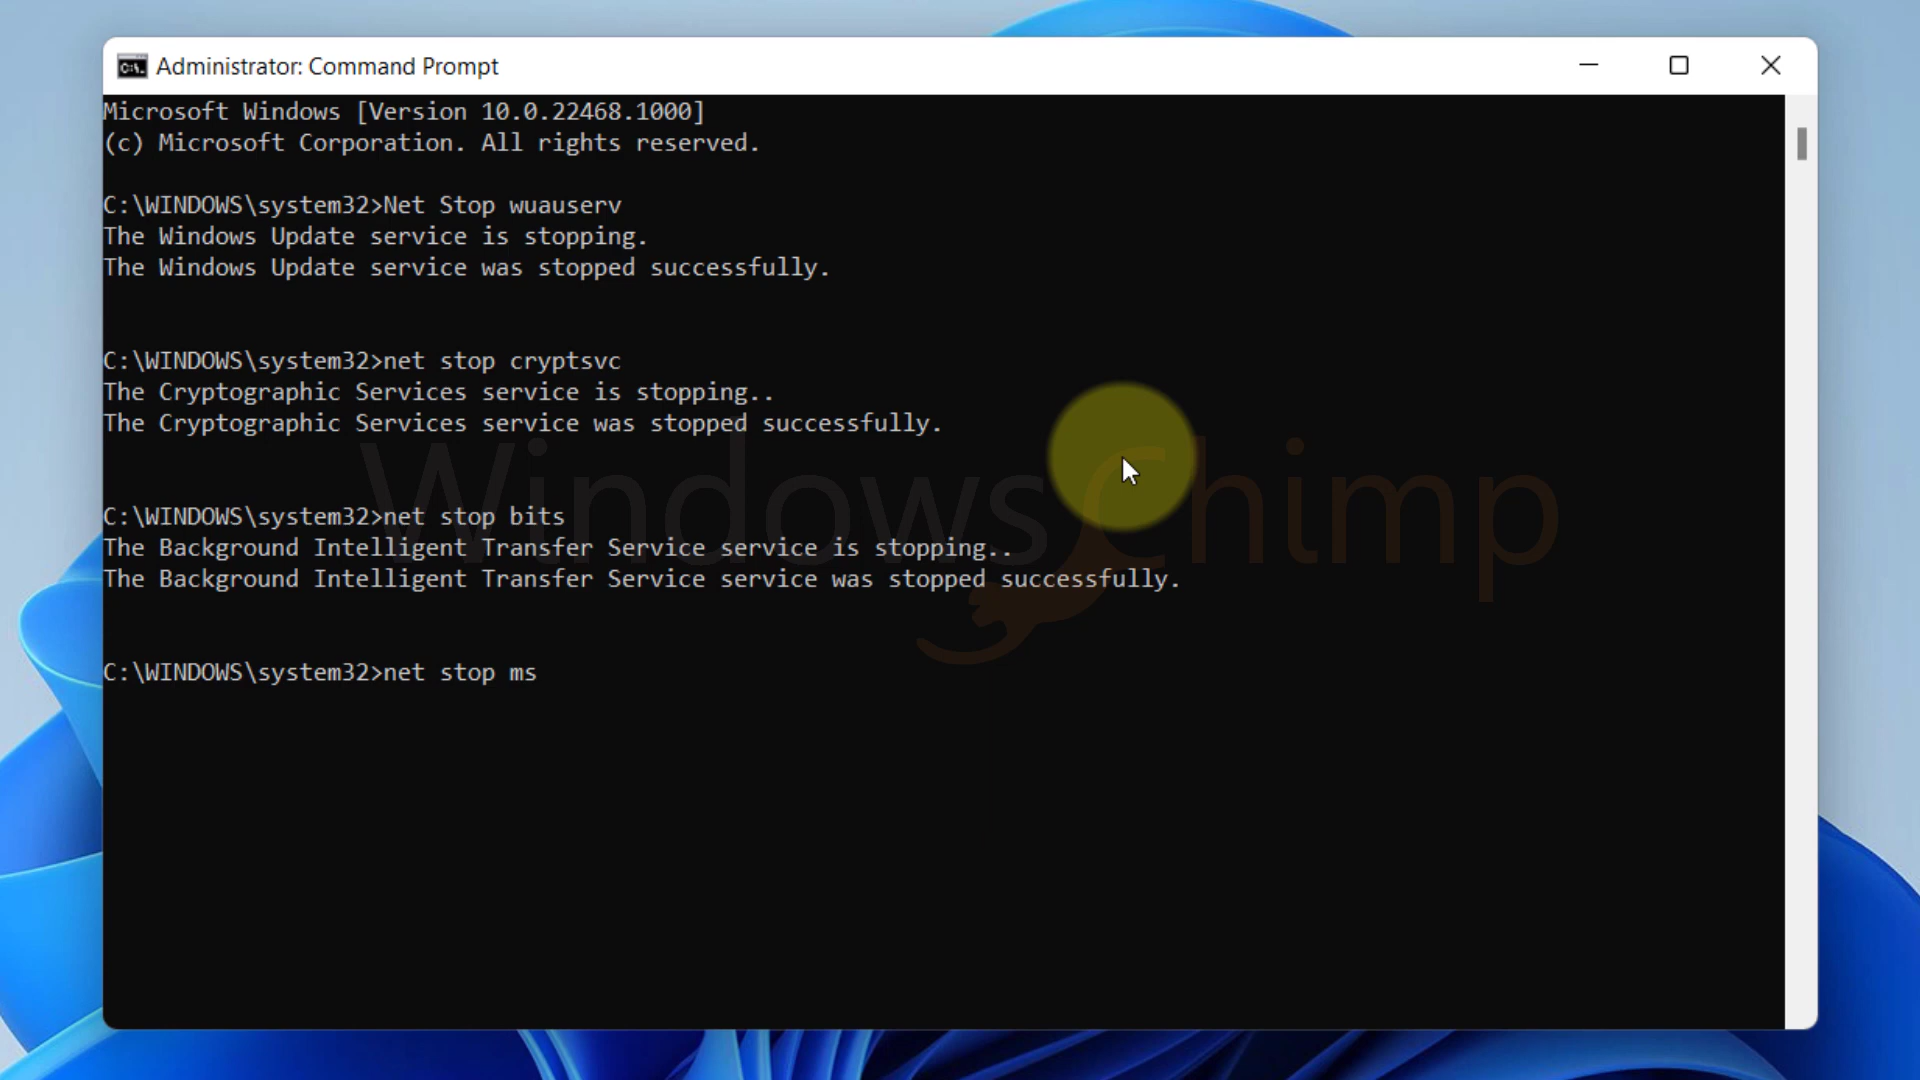 Administrator: Command Prompt
Microsoft Windows [Version 10.0.22468.1000]
(c) Microsoft Corporation. All rights reserved.
C:\WINDOWS\system32>Net Stop wuauserv
The Windows Update service is stopping.
The Windows Update service was stopped successfully.
C:\WINDOWS\system32>net stop cryptsvc
The Cryptographic Services service is stopping..
The Cryptographic Services service was stopped successfully.
WindowsChimp
C:\WINDOWS\system32>net stop bits
The Background Intelligent Transfer Service service is stopping..
The Background Intelligent Transfer Service service was stopped successfully.
C:\WINDOWS\system32>net stop ms